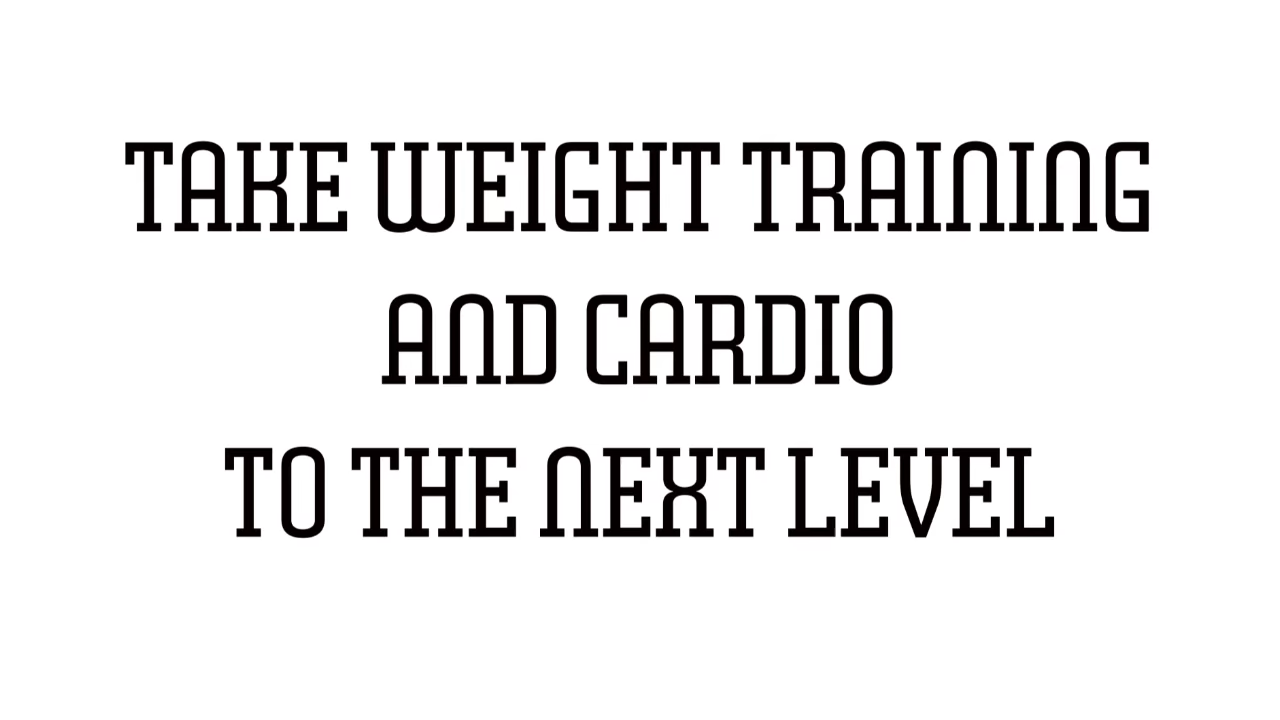 TAKE WEIGHT TRAINING
AND CARDIO
TO THE NEXT LEVEL